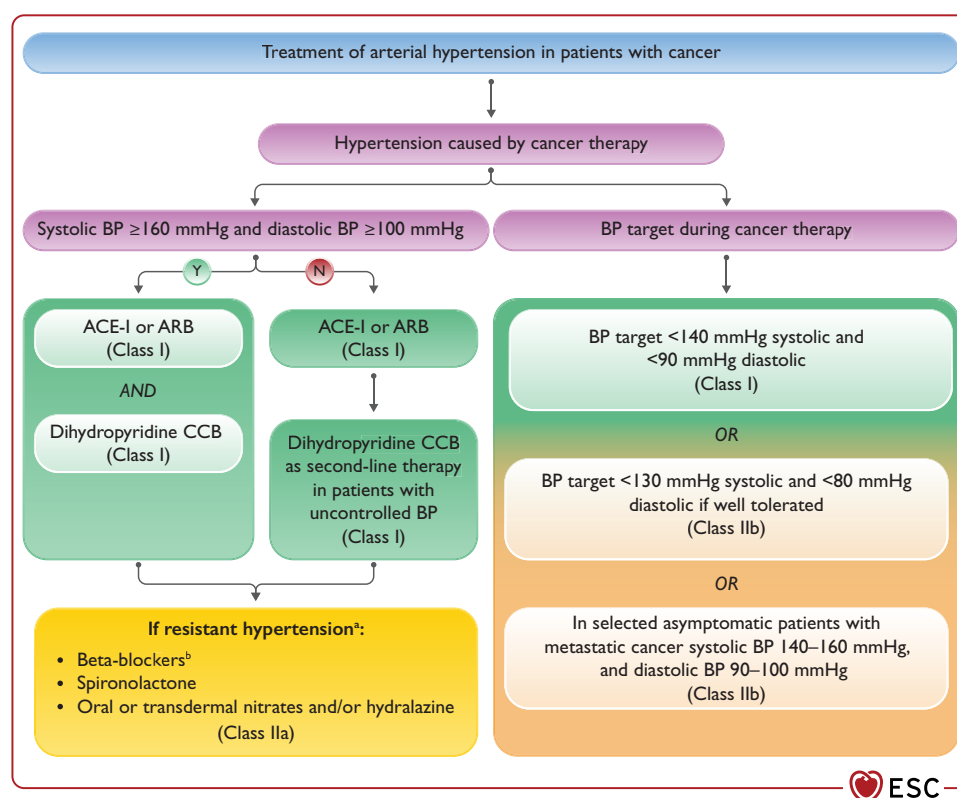 Treatment of arterial hypertension in patients with cancer
Hypertension caused by cancer therapy
Systolic BP ≥160 mmHg and diastolic BP ≥100 mmHg
Y
N
ACE-I or ARB
(Class I)
AND
Dihydropyridine CCB
(Class I)
ACE-I or ARB
(Class I)
Dihydropyridine CCB
as second-line therapy
in patients with
uncontrolled BP
(Class I)
If resistant hypertensionᵃ:
• Beta-blockersᵇ
• Spironolactone
• Oral or transdermal nitrates and/or hydralazine
(Class IIa)
BP target during cancer therapy
BP target <140 mmHg systolic and
<90 mmHg diastolic
(Class I)
OR
BP target <130 mmHg systolic and <80 mmHg
diastolic if well tolerated
(Class IIb)
OR
In selected asymptomatic patients with
metastatic cancer systolic BP 140–160 mmHg,
and diastolic BP 90–100 mmHg
(Class IIb)
ESC